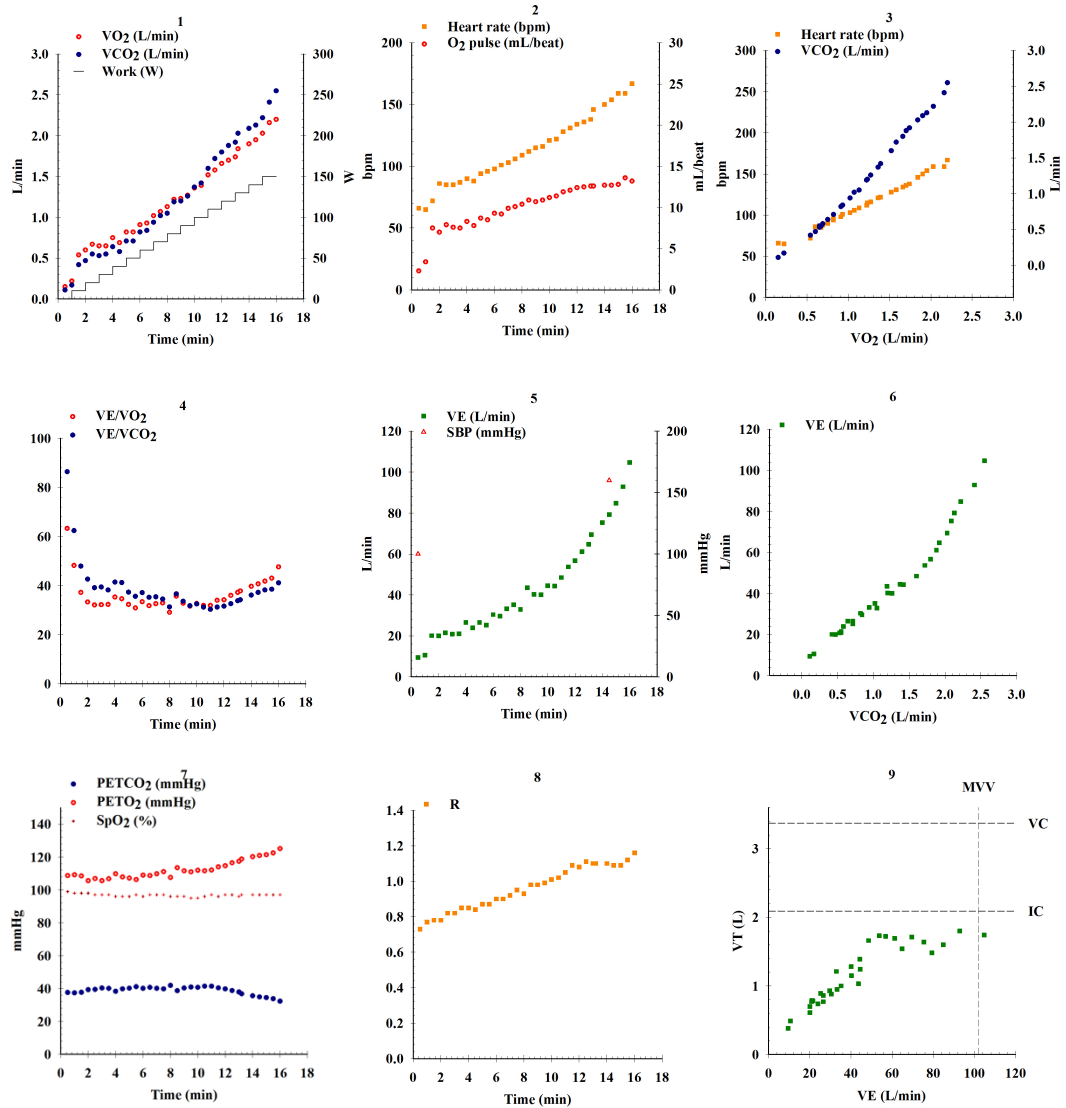 1
VO2 (L/min)
VCO2 (L/min)
Work (W)
3.0
2.5
2.0
1.5
1.0
0.5
0.0
300
250
200
150
100
50
0
L/min
W
0 2 4 6 8 10 12 14 16 18
Time (min)
2
Heart rate (bpm)
O2 pulse (mL/beat)
200
150
100
50
0
30
25
20
15
10
5
0
bpm
mL/beat
0 2 4 6 8 10 12 14 16 18
Time (min)
3
Heart rate (bpm)
VCO2 (L/min)
300
250
200
150
100
50
0
3.0
2.5
2.0
1.5
1.0
0.5
0.0
bpm
L/min
0.0 0.5 1.0 1.5 2.0 2.5 3.0
VO2 (L/min)
4
VE/VO2
VE/VCO2
100
80
60
40
20
0
0 2 4 6 8 10 12 14 16 18
Time (min)
5
VE (L/min)
SBP (mmHg)
120
100
80
60
40
20
0
200
150
100
50
0
L/min
mmHg
0 2 4 6 8 10 12 14 16 18
Time (min)
6
VE (L/min)
120
100
80
60
40
20
0
L/min
0.0 0.5 1.0 1.5 2.0 2.5 3.0
VCO2 (L/min)
7
PETCO2 (mmHg)
PETO2 (mmHg)
SpO2 (%)
140
120
100
80
60
40
20
0
mmHg
0 2 4 6 8 10 12 14 16 18
Time (min)
8
R
1.4
1.2
1.0
0.8
0.6
0.4
0.2
0.0
0 2 4 6 8 10 12 14 16 18
Time (min)
9
MVV
VC
IC
3
2
1
0
VT (L)
0 20 40 60 80 100 120
VE (L/min)